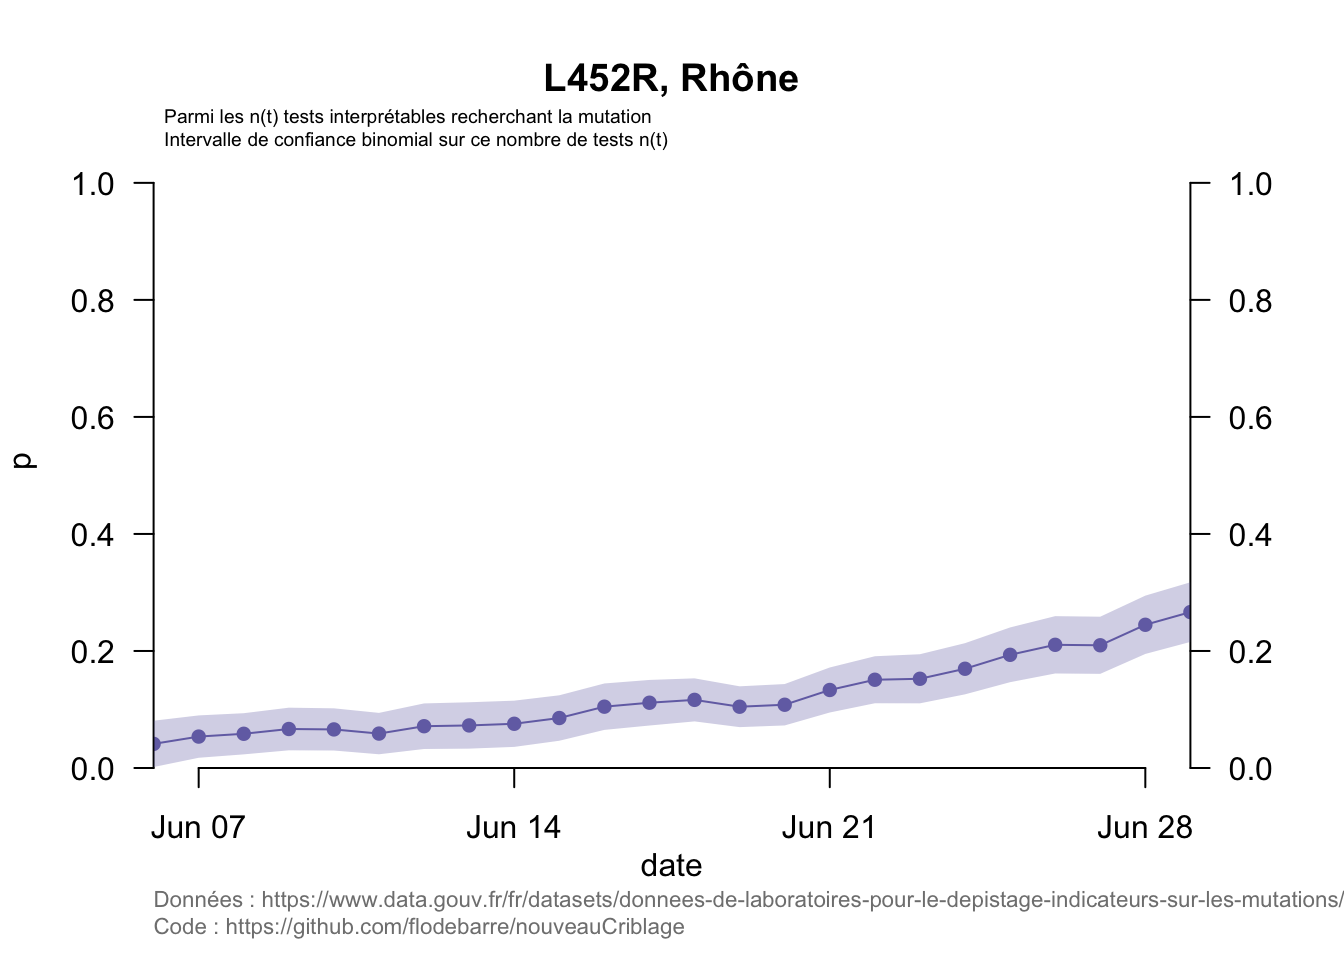 L452R, Rhône
Parmi les n(t) tests interprétables recherchant la mutation
Intervalle de confiance binomial sur ce nombre de tests n(t)
1.0
0.8
0.6
0.4
0.2
0.0
p
1.0
0.8
0.6
0.4
0.2
0.0
Jun 07 Jun 14 Jun 21 Jun 28
date
Données : https://www.data.gouv.fr/fr/datasets/donnees-de-laboratoires-pour-le-depistage-indicateurs-sur-les-mutations/
Code : https://github.com/flodebarre/nouveauCriblage